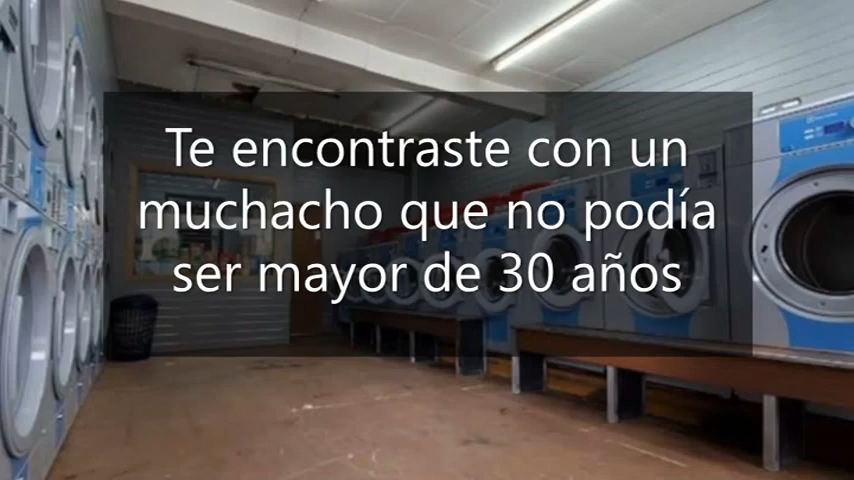 Te encontraste con un
muchacho que no podía
ser mayor de 30 años